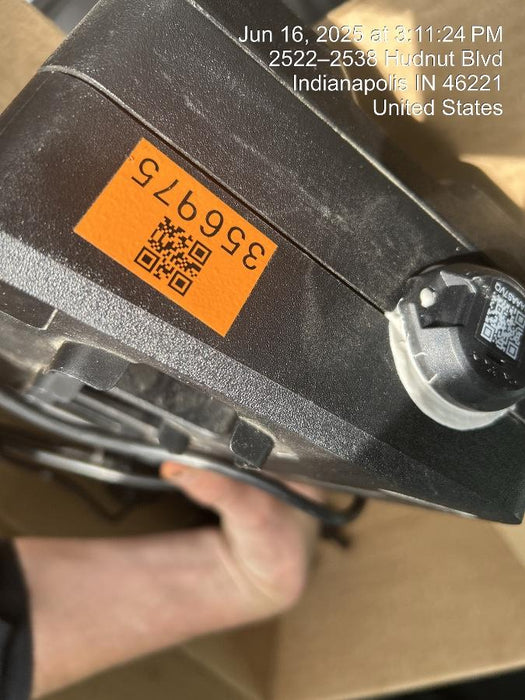 Jun 16, 2025 at 3:11:24 PM
2522–2538 Hudnut Blvd
Indianapolis IN 46221
United States
356975